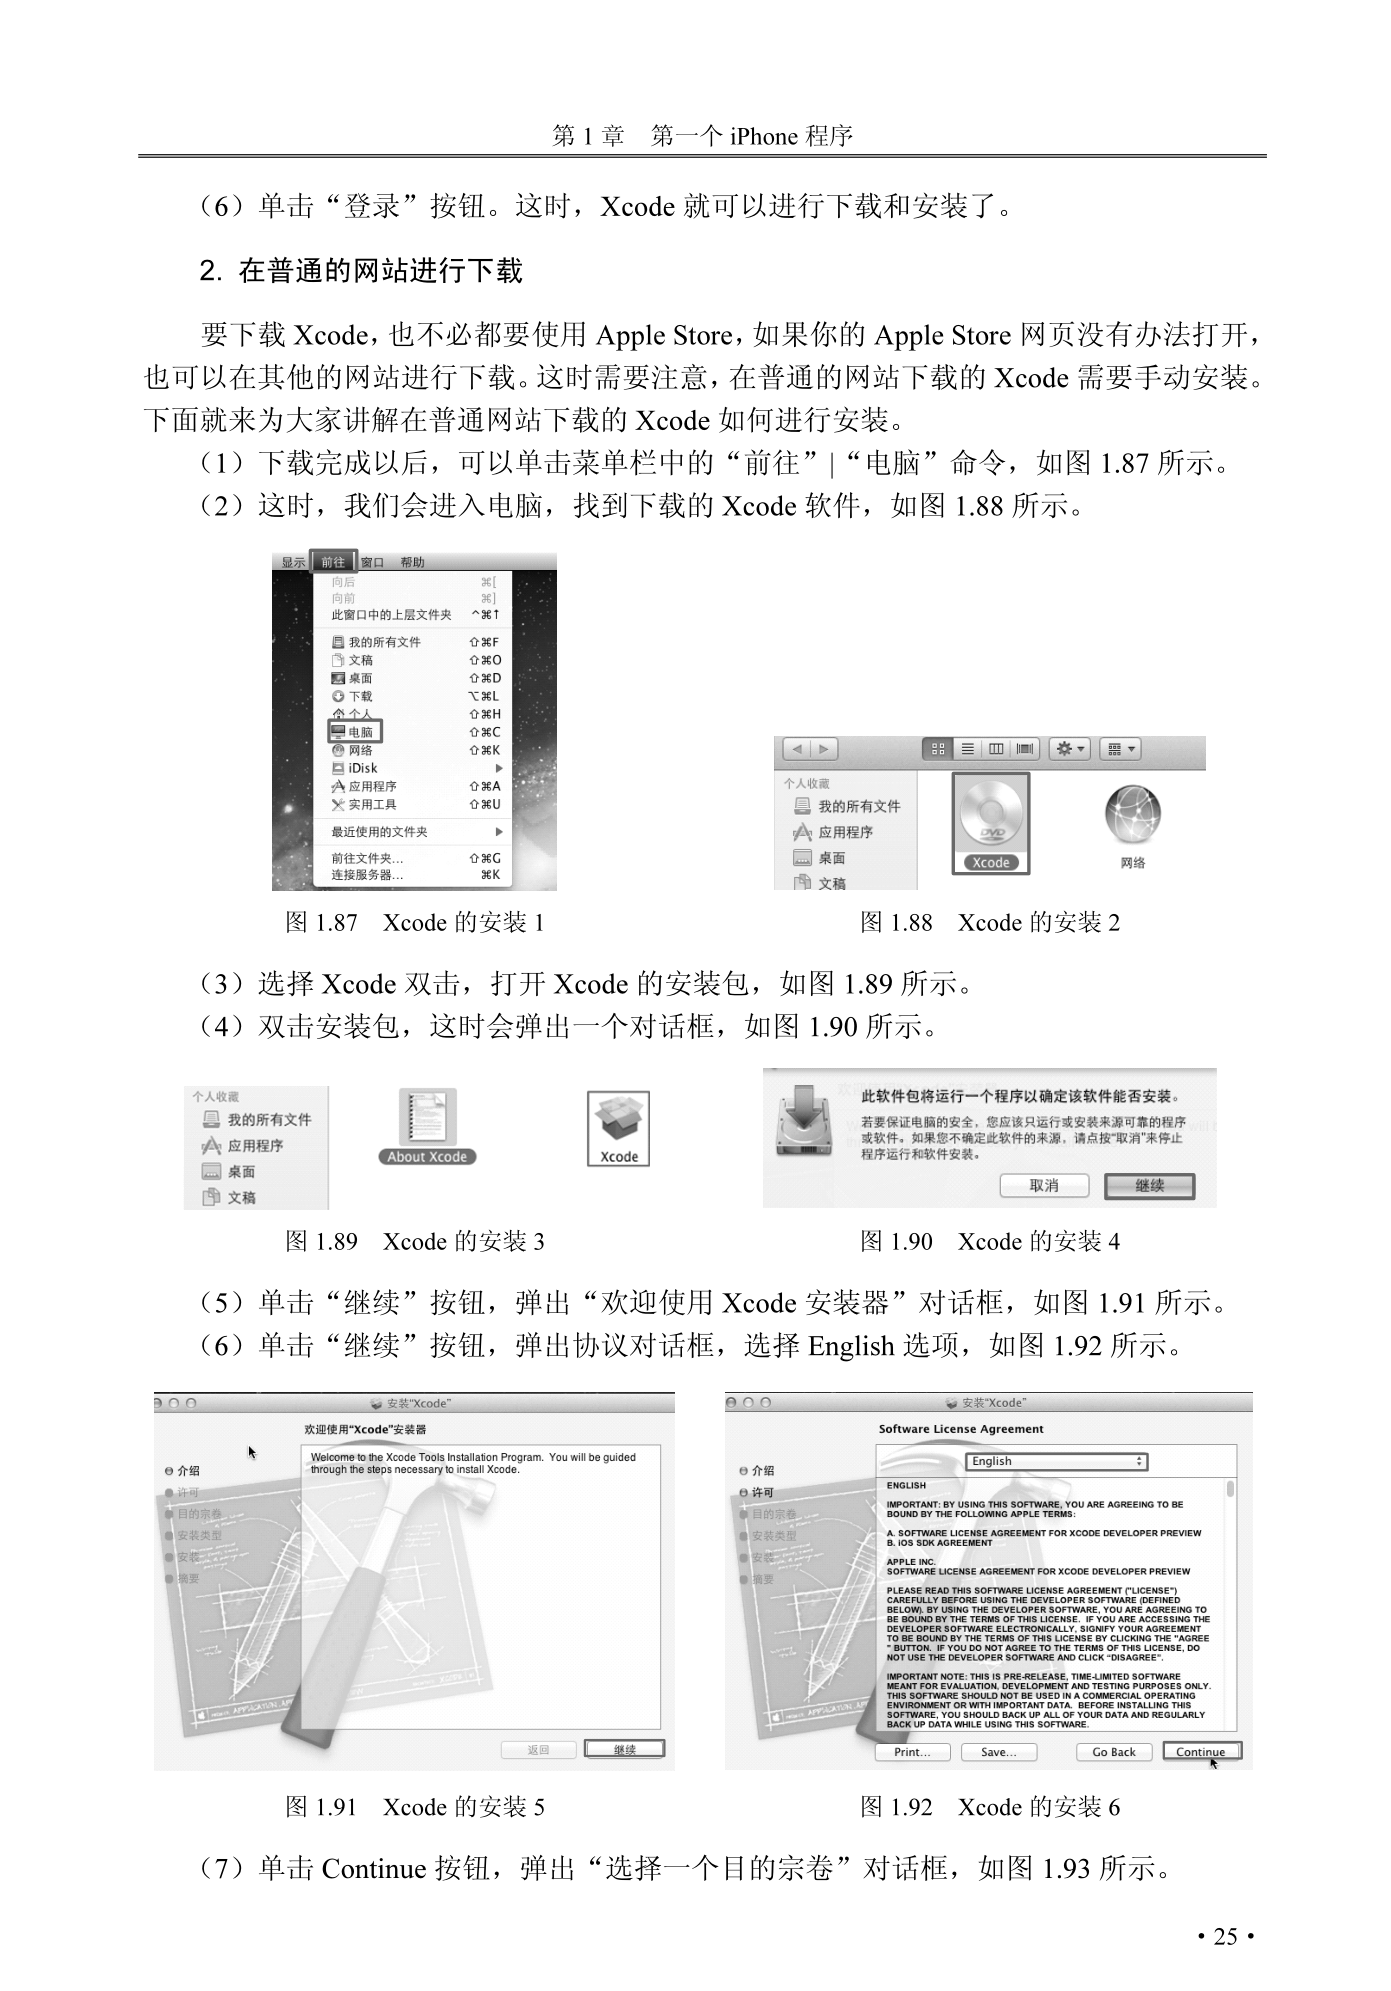 第 1 章　第一个 iPhone 程序
（6）单击“登录”按钮。这时，Xcode 就可以进行下载和安装了。
2. 在普通的网站进行下载
要下载 Xcode，也不必都要使用 Apple Store，如果你的 Apple Store 网页没有办法打开，
也可以在其他的网站进行下载。这时需要注意，在普通的网站下载的 Xcode 需要手动安装。
下面就来为大家讲解在普通网站下载的 Xcode 如何进行安装。
（1）下载完成以后，可以单击菜单栏中的“前往”|“电脑”命令，如图 1.87 所示。
（2）这时，我们会进入电脑，找到下载的 Xcode 软件，如图 1.88 所示。
显示 前往 窗口 帮助
向后 ⌘[
向前 ⌘]
此窗口中的上层文件夹 ^⌘↑
我的所有文件 ⇧⌘F
文稿 ⇧⌘O
桌面 ⇧⌘D
下载 ⌥⌘L
个人 ⇧⌘H
电脑 ⇧⌘C
网络 ⇧⌘K
iDisk ▶
应用程序 ⇧⌘A
实用工具 ⇧⌘U
最近使用的文件夹 ▶
前往文件夹... ⇧⌘G
连接服务器... ⌘K
个人收藏
我的所有文件
应用程序
桌面
文稿
DVD
Xcode
网络
图 1.87　Xcode 的安装 1
图 1.88　Xcode 的安装 2
（3）选择 Xcode 双击，打开 Xcode 的安装包，如图 1.89 所示。
（4）双击安装包，这时会弹出一个对话框，如图 1.90 所示。
个人收藏
我的所有文件
应用程序
桌面
文稿
About Xcode
Xcode
此软件包将运行一个程序以确定该软件能否安装。
若要保证电脑的安全，您应该只运行或安装来源可靠的程序
或软件。如果您不确定此软件的来源，请点按“取消”来停止
程序运行和软件安装。
取消 继续
图 1.89　Xcode 的安装 3
图 1.90　Xcode 的安装 4
（5）单击“继续”按钮，弹出“欢迎使用 Xcode 安装器”对话框，如图 1.91 所示。
（6）单击“继续”按钮，弹出协议对话框，选择 English 选项，如图 1.92 所示。
安装“Xcode”
欢迎使用“Xcode”安装器
Welcome to the Xcode Tools Installation Program. You will be guided
through the steps necessary to install Xcode.
介绍
许可
目的宗卷
安装类型
安装
摘要
返回 继续
安装“Xcode”
Software License Agreement
English
介绍
许可
目的宗卷
安装类型
安装
摘要
ENGLISH
IMPORTANT: BY USING THIS SOFTWARE, YOU ARE AGREEING TO BE
BOUND BY THE FOLLOWING APPLE TERMS:
A. SOFTWARE LICENSE AGREEMENT FOR XCODE DEVELOPER PREVIEW
B. iOS SDK AGREEMENT
APPLE INC.
SOFTWARE LICENSE AGREEMENT FOR XCODE DEVELOPER PREVIEW
PLEASE READ THIS SOFTWARE LICENSE AGREEMENT ("LICENSE")
CAREFULLY BEFORE USING THE DEVELOPER SOFTWARE (DEFINED
BELOW). BY USING THE DEVELOPER SOFTWARE, YOU ARE AGREEING TO
BE BOUND BY THE TERMS OF THIS LICENSE. IF YOU ARE ACCESSING THE
DEVELOPER SOFTWARE ELECTRONICALLY, SIGNIFY YOUR AGREEMENT
TO BE BOUND BY THE TERMS OF THIS LICENSE BY CLICKING THE "AGREE
" BUTTON. IF YOU DO NOT AGREE TO THE TERMS OF THIS LICENSE, DO
NOT USE THE DEVELOPER SOFTWARE AND CLICK “DISAGREE”.
IMPORTANT NOTE: THIS IS PRE-RELEASE, TIME-LIMITED SOFTWARE
MEANT FOR EVALUATION, DEVELOPMENT AND TESTING PURPOSES ONLY.
THIS SOFTWARE SHOULD NOT BE USED IN A COMMERCIAL OPERATING
ENVIRONMENT OR WITH IMPORTANT DATA. BEFORE INSTALLING THIS
SOFTWARE, YOU SHOULD BACK UP ALL OF YOUR DATA AND REGULARLY
BACK UP DATA WHILE USING THIS SOFTWARE.
Print... Save... Go Back Continue
图 1.91　Xcode 的安装 5
图 1.92　Xcode 的安装 6
（7）单击 Continue 按钮，弹出“选择一个目的宗卷”对话框，如图 1.93 所示。
· 25 ·